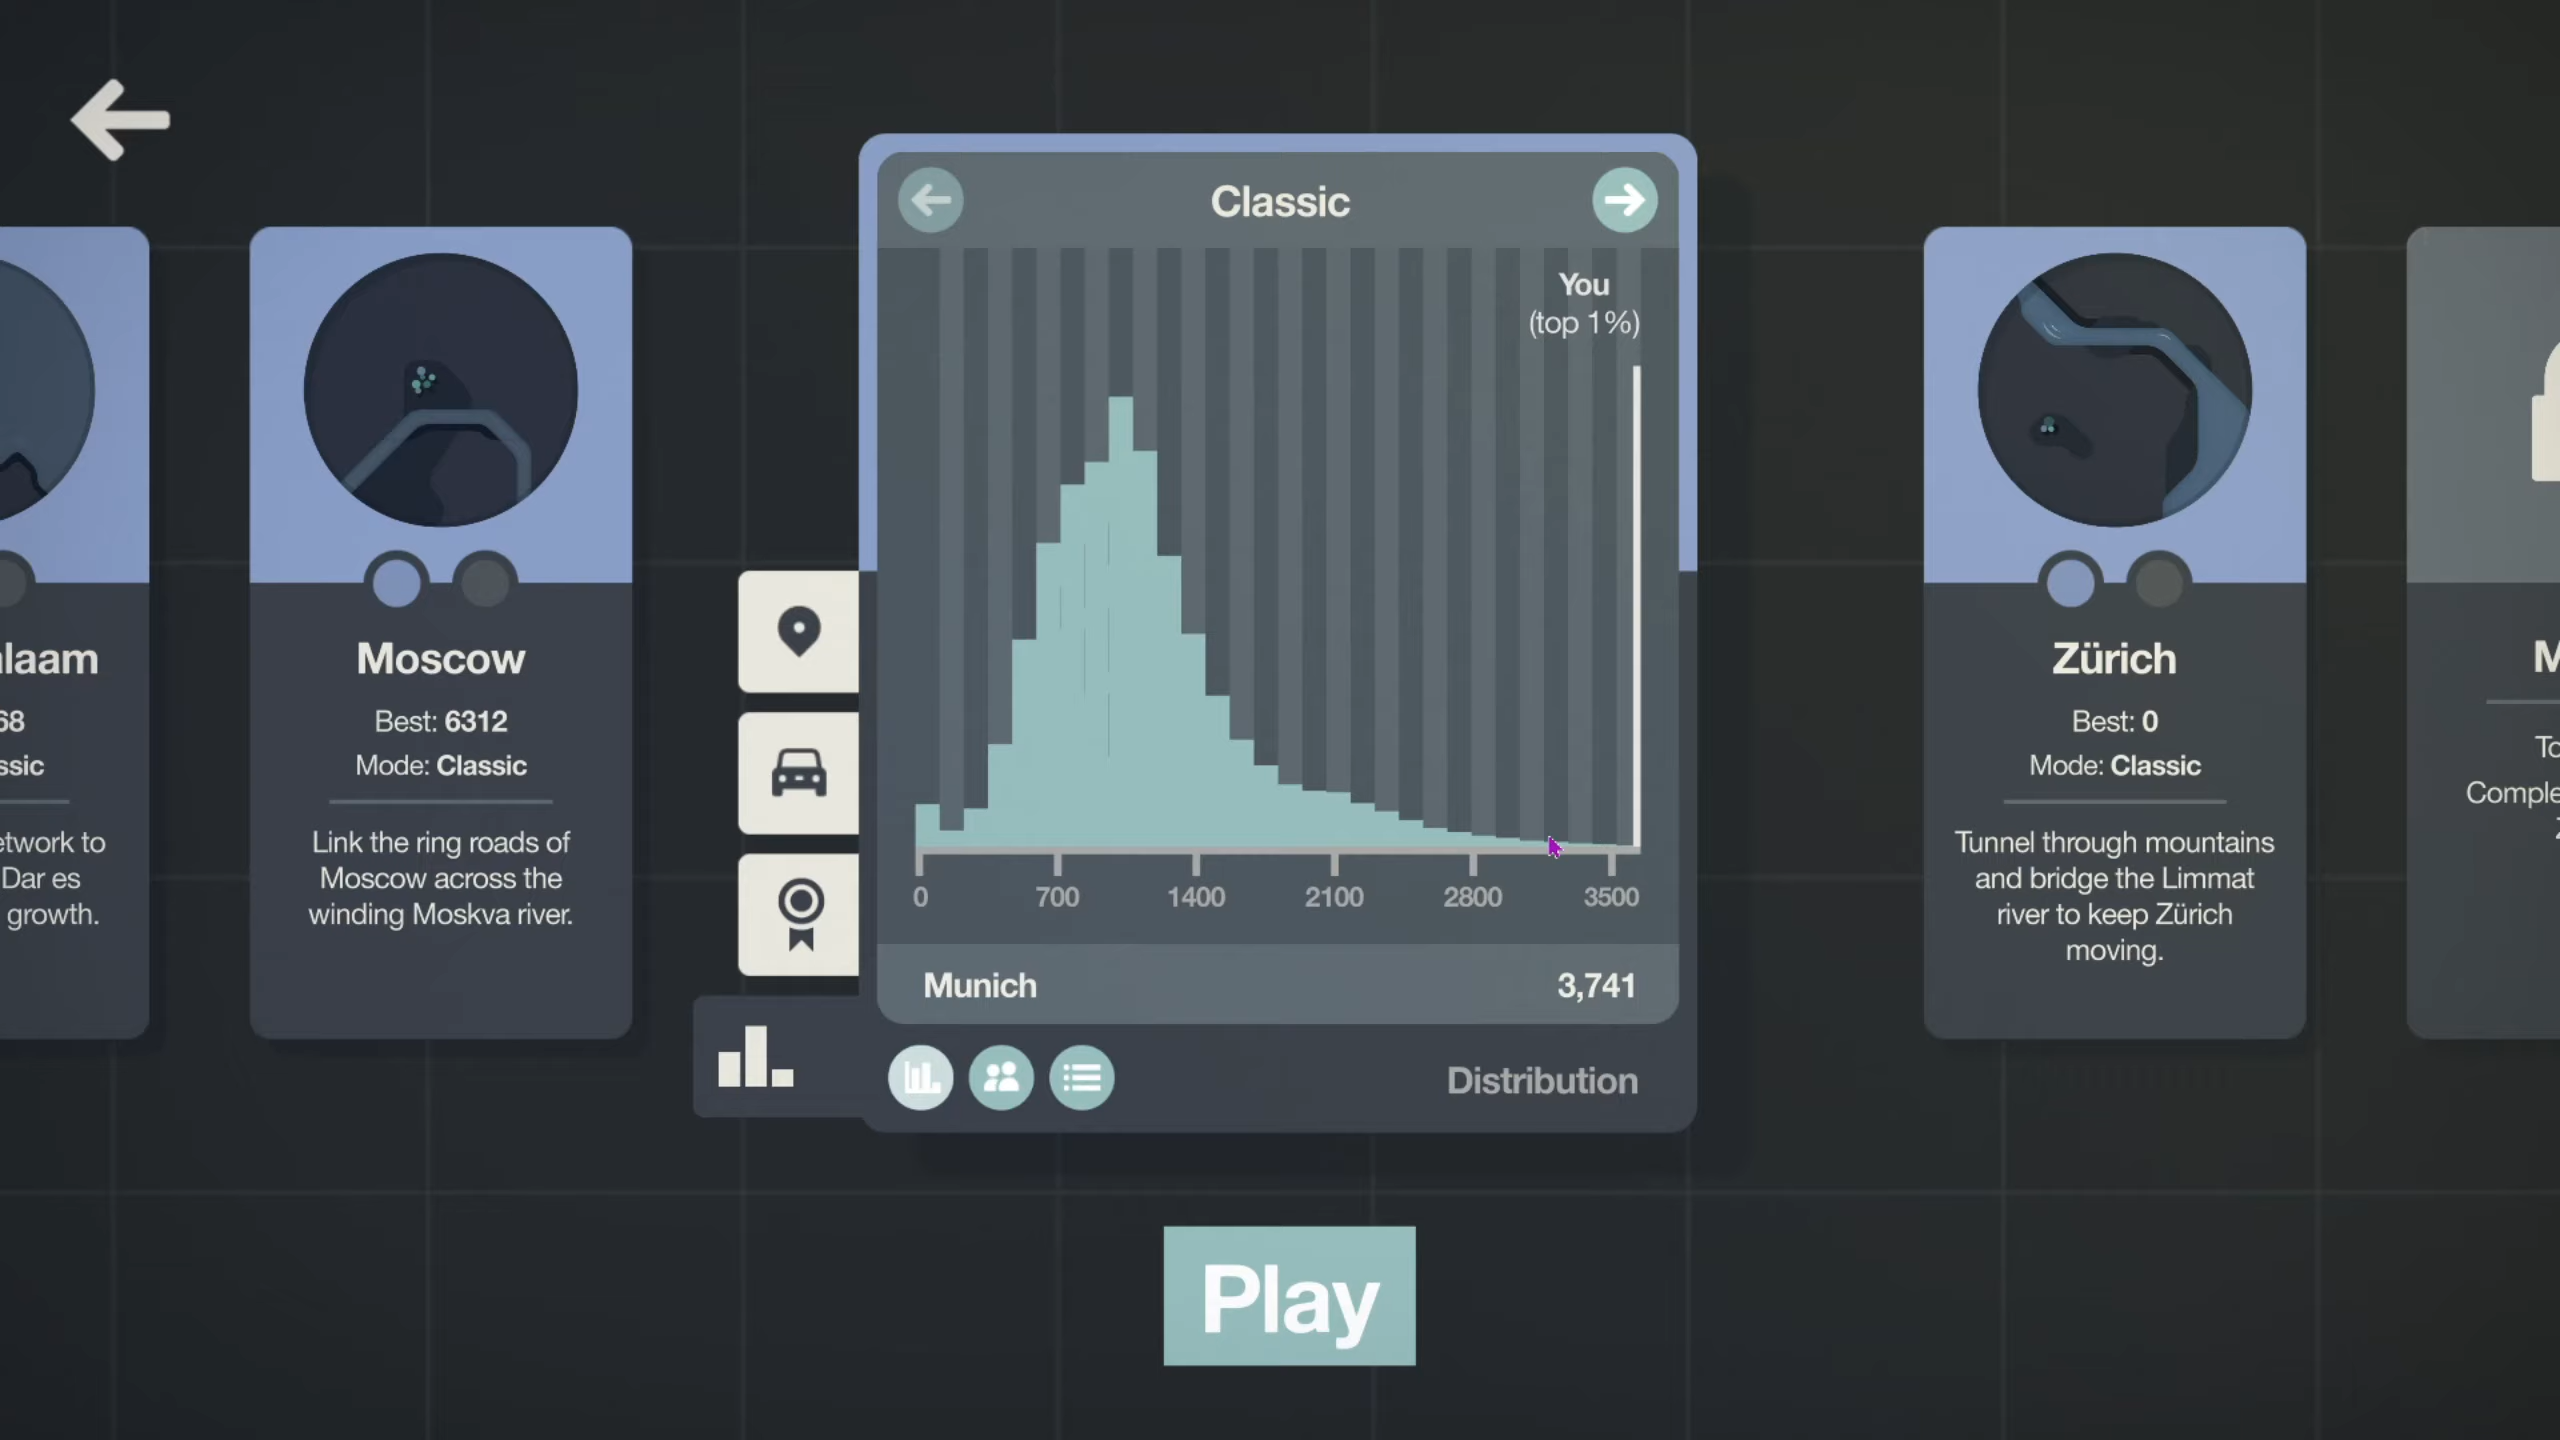 Classic
You
(top 1%)
0 700 1400 2100 2800 3500
Munich 3,741
Distribution
Play
laam
68
ssic
etwork to
Dar es
growth.
Moscow
Best: 6312
Mode: Classic
Link the ring roads of
Moscow across the
winding Moskva river.
Zürich
Best: 0
Mode: Classic
Tunnel through mountains
and bridge the Limmat
river to keep Zürich
moving.
M
To
Comple